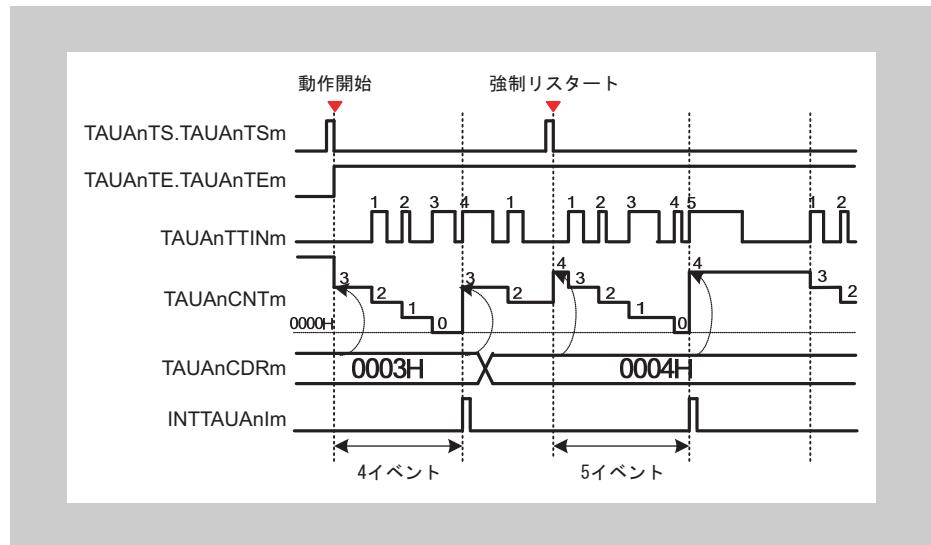 動作開始 強制リスタート
TAUAnTS.TAUAnTSm
TAUAnTE.TAUAnTEm
1 2 3 4 1 1 2 3 4 5 1 2
TAUAnTTINm
4 4
3 3 3 3
2 2 2 2
TAUAnCNTm
1 1
0 0
0000H
TAUAnCDRm 0003H 0004H
INTTAUAnIm
4イベント 5イベント